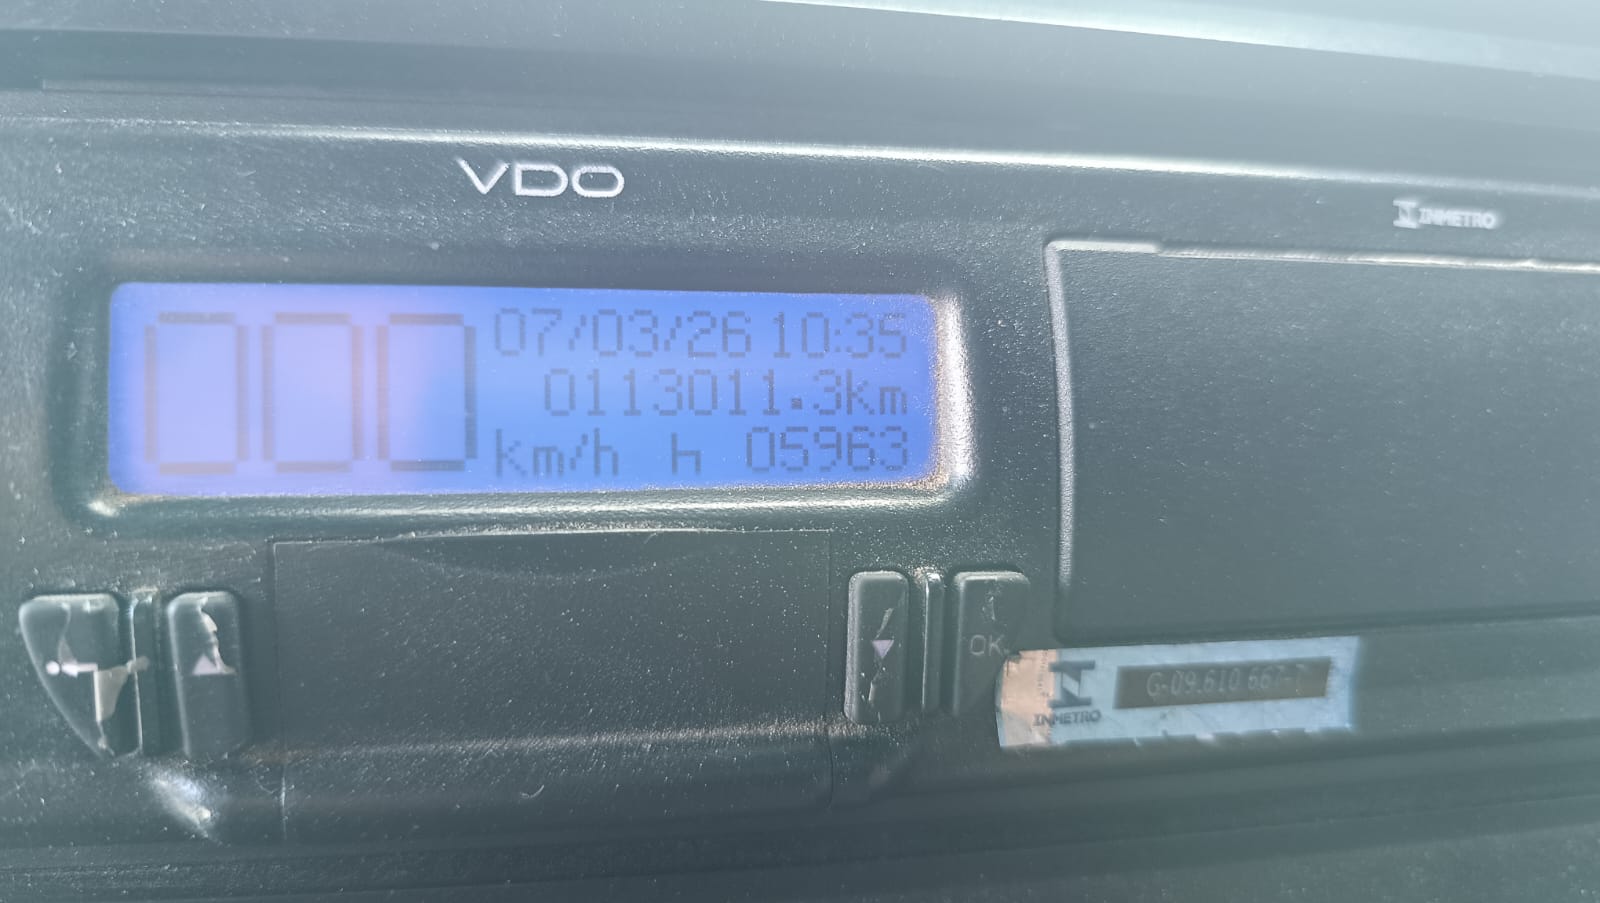 VDO
INMETRO
000 07/03/26 10:35
0113011.3km
km/h h 05963
OK
INMETRO